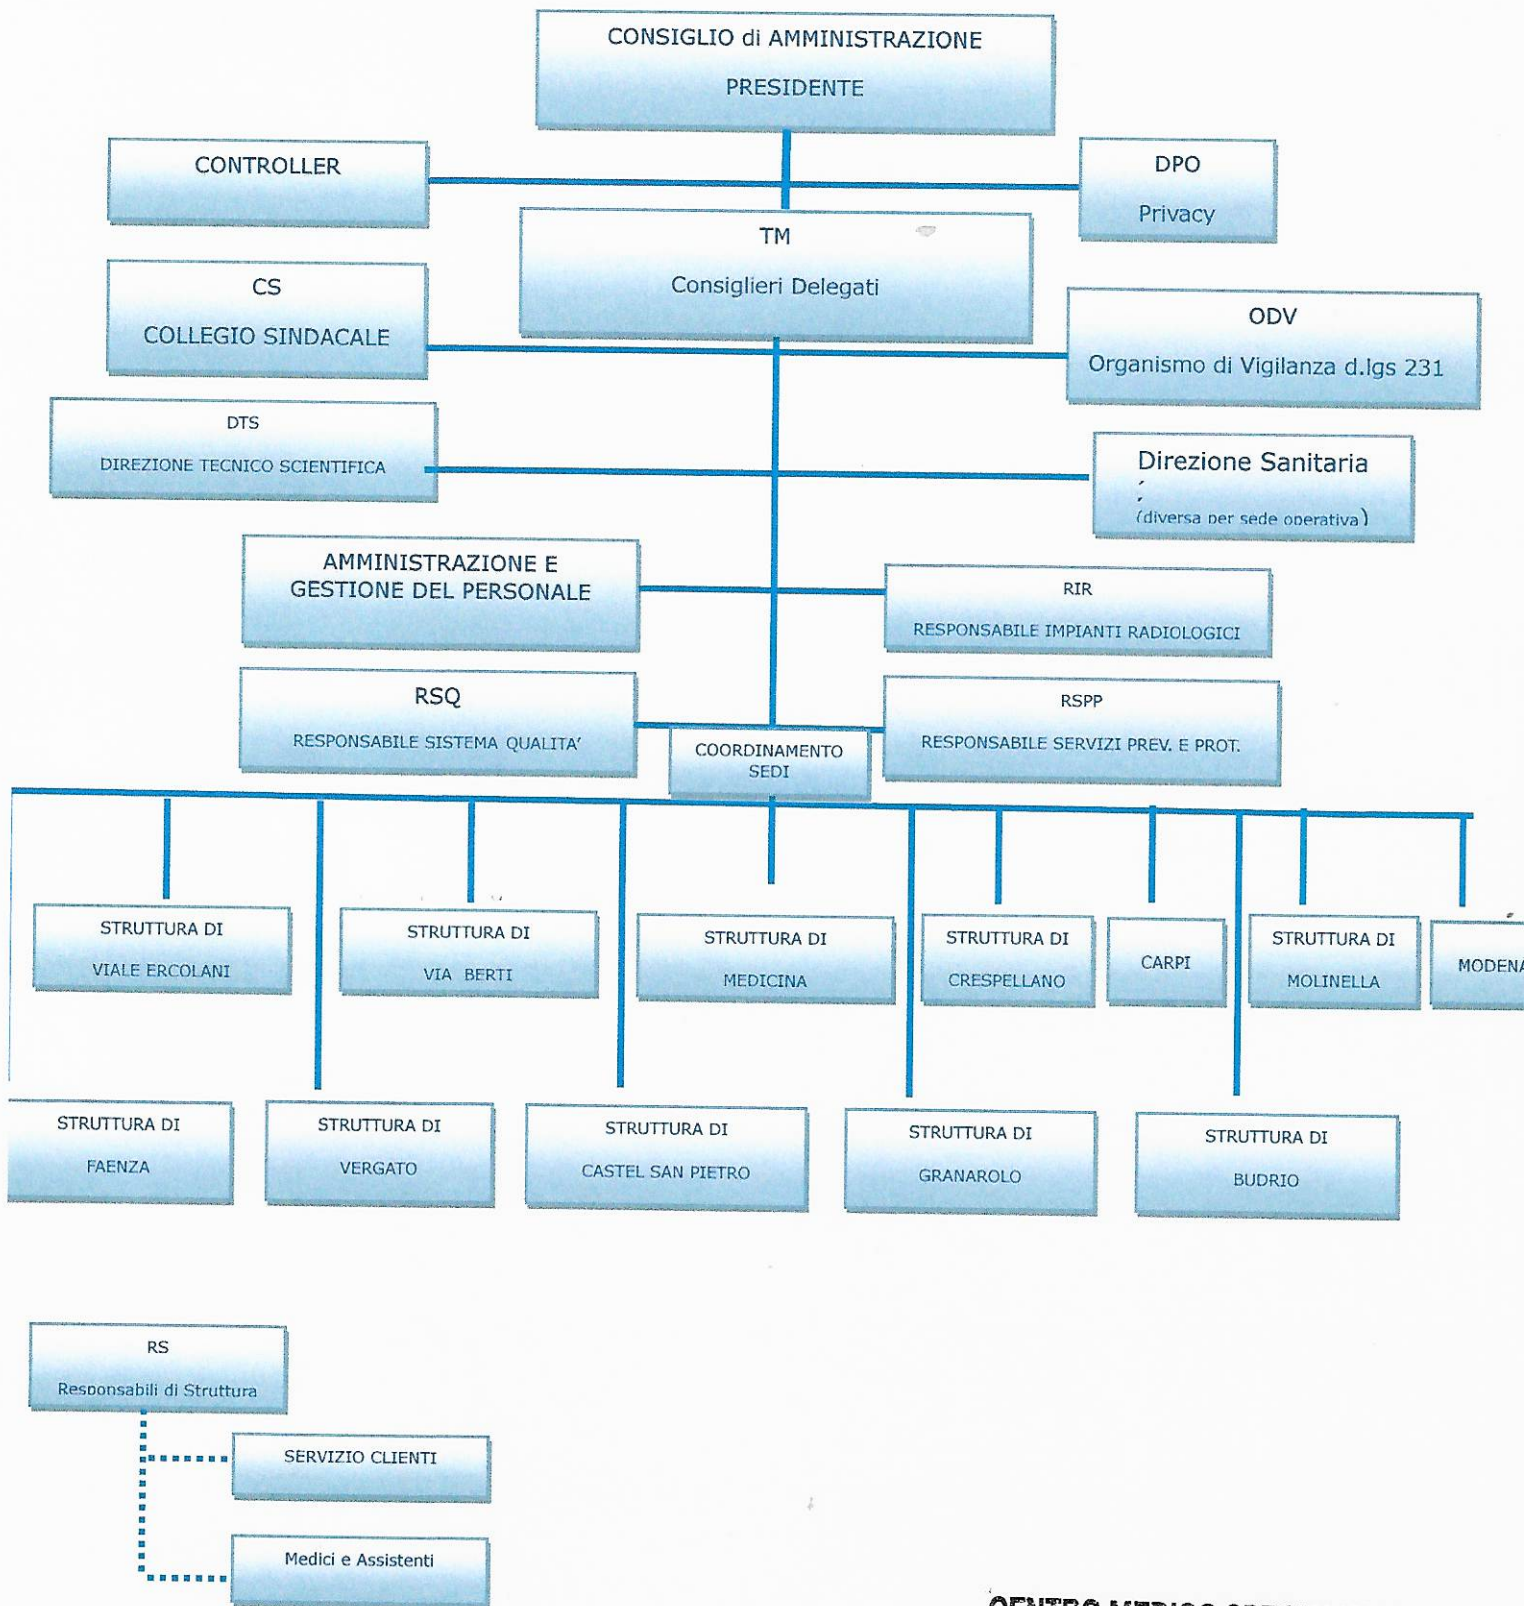 CONSIGLIO di AMMINISTRAZIONE
PRESIDENTE
CONTROLLER
DPO
Privacy
TM
Consiglieri Delegati
CS
COLLEGIO SINDACALE
ODV
Organismo di Vigilanza d.lgs 231
DTS
DIREZIONE TECNICO SCIENTIFICA
Direzione Sanitaria
(diversa per sede operativa)
AMMINISTRAZIONE E
GESTIONE DEL PERSONALE
RIR
RESPONSABILE IMPIANTI RADIOLOGICI
RSQ
RESPONSABILE SISTEMA QUALITA'
RSPP
RESPONSABILE SERVIZI PREV. E PROT.
COORDINAMENTO
SEDI
STRUTTURA DI
VIALE ERCOLANI
STRUTTURA DI
VIA BERTI
STRUTTURA DI
MEDICINA
STRUTTURA DI
CRESPELLANO
CARPI
STRUTTURA DI
MOLINELLA
MODENA
STRUTTURA DI
FAENZA
STRUTTURA DI
VERGATO
STRUTTURA DI
CASTEL SAN PIETRO
STRUTTURA DI
GRANAROLO
STRUTTURA DI
BUDRIO
RS
Responsabili di Struttura
SERVIZIO CLIENTI
Medici e Assistenti
CENTRO MEDICO